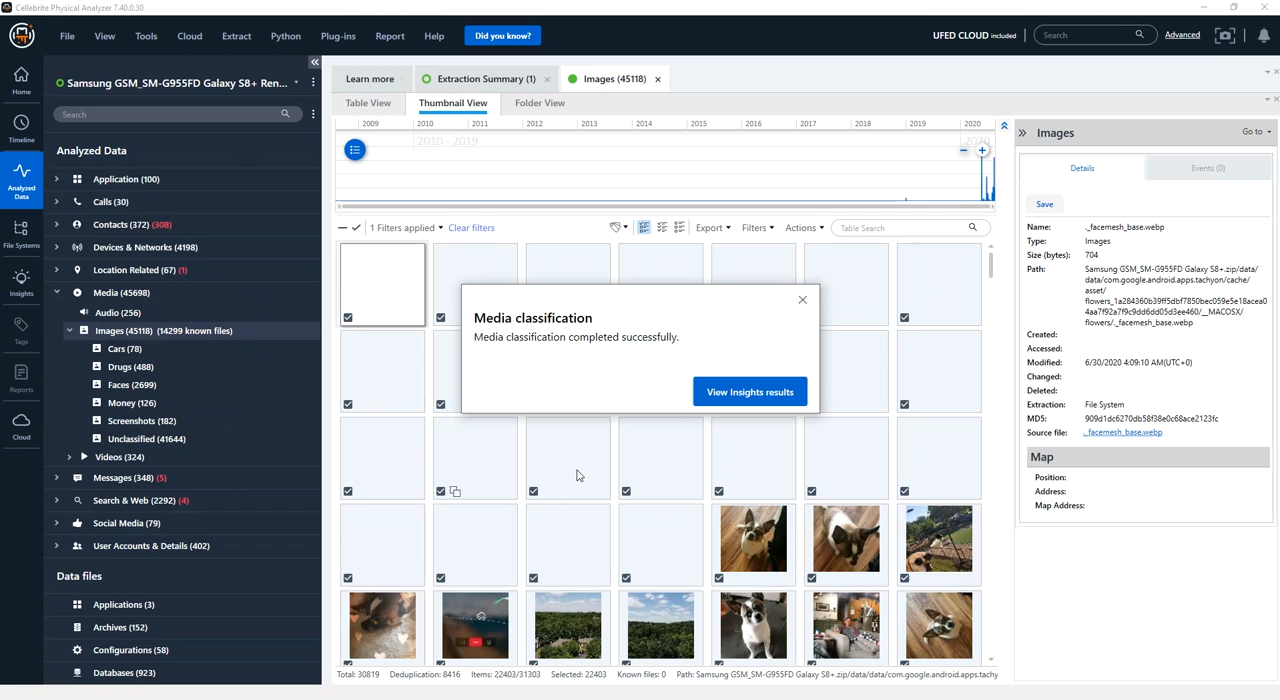 Cellebrite Physical Analyzer 7.40.0.30
File View Tools Cloud Extract Python Plug-ins Report Help Did you know? UFED CLOUD included Search Advanced
Home
Timeline
Analyzed Data
File Systems
Insights
Tags
Reports
Cloud
Samsung GSM_SM-G955FD Galaxy S8+ Ren...
Search
Analyzed Data
Application (100)
Calls (30)
Contacts (372) (308)
Devices & Networks (4198)
Location Related (67) (1)
Media (45698)
Audio (256)
Images (45118) (14299 known files)
Cars (78)
Drugs (488)
Faces (2699)
Money (126)
Screenshots (182)
Unclassified (41644)
Videos (324)
Messages (348) (5)
Search & Web (2292) (4)
Social Media (79)
User Accounts & Details (402)
Data files
Applications (3)
Archives (152)
Configurations (58)
Databases (923)
Learn more Extraction Summary (1) Images (45118)
Table View Thumbnail View Folder View
2009 2010 2011 2012 2013 2014 2015 2016 2017 2018 2019 2020
2010 - 2019 2020
1 Filters applied Clear filters Export Filters Actions Table Search
Media classification
Media classification completed successfully.
View Insights results
Total: 30819 Deduplication: 8416 Items: 22403/31303 Selected: 22403 Known files: 0 Path: Samsung GSM_SM-G955FD Galaxy S8+.zip/data/data/com.google.android.apps.tachy
Images Go to
Details Events (0)
Save
Name: ._facemesh_base.webp
Type: Images
Size (bytes): 704
Path: Samsung GSM_SM-G955FD Galaxy S8+.zip/data/
data/com.google.android.apps.tachyon/cache/
asset/
flowers_1a284360b39ff5dbf7850bec059e5e18acea0
4aa7f92a7f9c9dd6dd05d3ee460/__MACOSX/
flowers/._facemesh_base.webp
Created:
Accessed:
Modified: 6/30/2020 4:09:10 AM(UTC+0)
Changed:
Deleted:
Extraction: File System
MD5: 909d1dc6270db58f38e0c68ace2123fc
Source file: ._facemesh_base.webp
Map
Position:
Address:
Map Address: